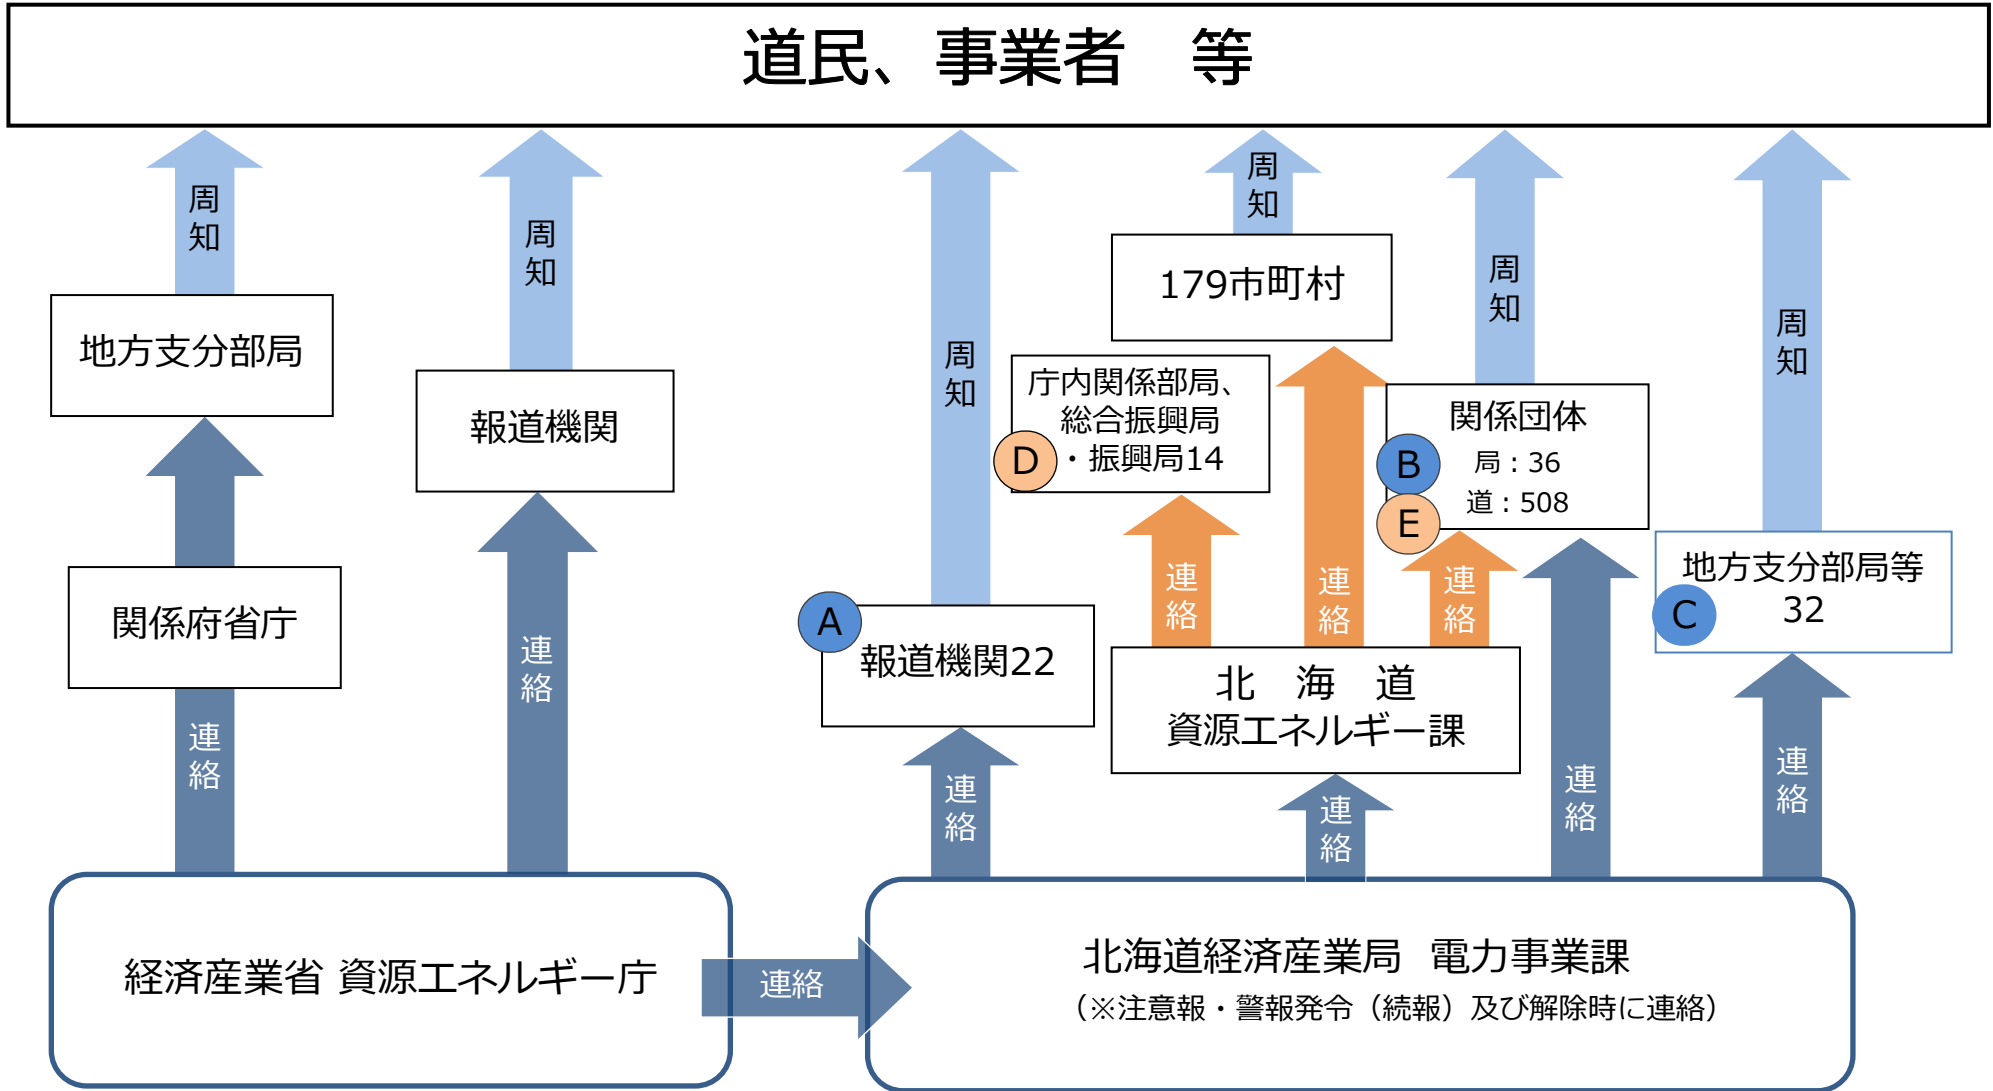 道民、事業者　等
周知
周知
周知
周知
周知
周知
地方支分部局
報道機関
179市町村
庁内関係部局、
総合振興局
・振興局14
D
関係団体
局：36
道：508
B
E
地方支分部局等
32
C
関係府省庁
A
報道機関22
連絡
連絡
連絡
北　海　道
資源エネルギー課
連絡
連絡
連絡
連絡
連絡
連絡
経済産業省 資源エネルギー庁
連絡
北海道経済産業局　電力事業課
（※注意報・警報発令（続報）及び解除時に連絡）